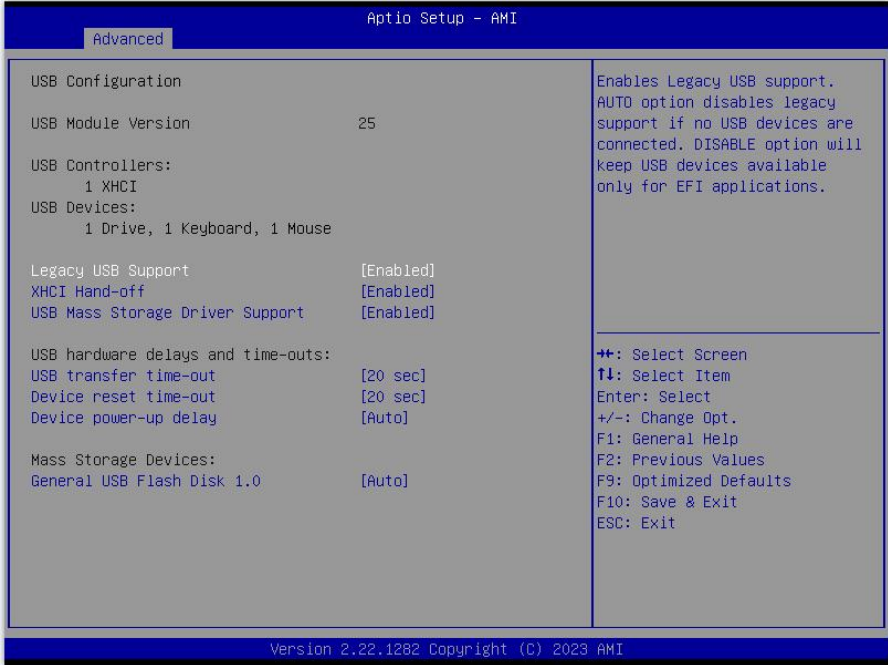 Aptio Setup – AMI
Advanced
USB Configuration
USB Module Version 25
USB Controllers:
1 XHCI
USB Devices:
1 Drive, 1 Keyboard, 1 Mouse
Legacy USB Support [Enabled]
XHCI Hand-off [Enabled]
USB Mass Storage Driver Support [Enabled]
USB hardware delays and time-outs:
USB transfer time-out [20 sec]
Device reset time-out [20 sec]
Device power-up delay [Auto]
Mass Storage Devices:
General USB Flash Disk 1.0 [Auto]
Enables Legacy USB support.
AUTO option disables legacy
support if no USB devices are
connected. DISABLE option will
keep USB devices available
only for EFI applications.
→←: Select Screen
↑↓: Select Item
Enter: Select
+/-: Change Opt.
F1: General Help
F2: Previous Values
F9: Optimized Defaults
F10: Save & Exit
ESC: Exit
Version 2.22.1282 Copyright (C) 2023 AMI